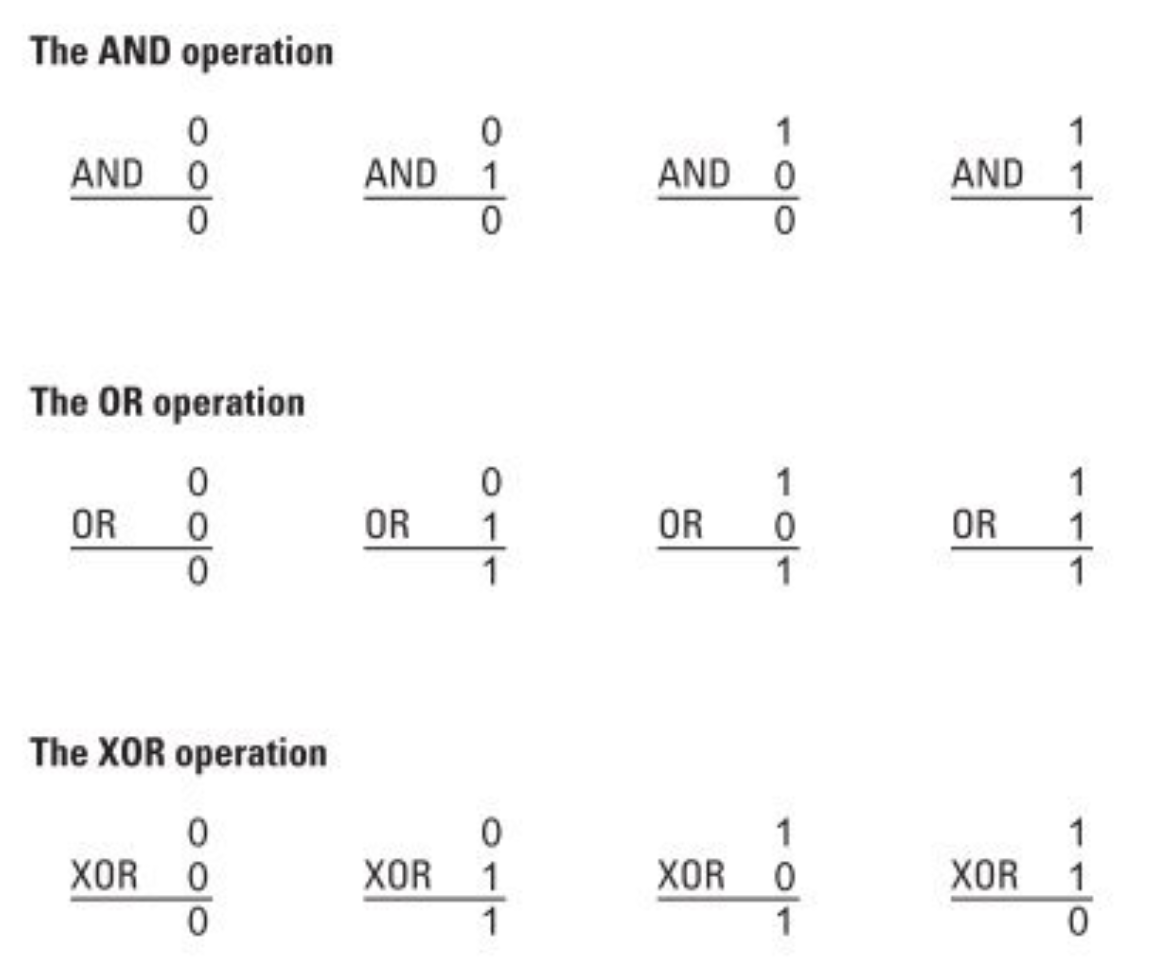 The AND operation
0 0 1 1
AND 0 AND 1 AND 0 AND 1
0 0 0 1
The OR operation
0 0 1 1
OR 0 OR 1 OR 0 OR 1
0 1 1 1
The XOR operation
0 0 1 1
XOR 0 XOR 1 XOR 0 XOR 1
0 1 1 0